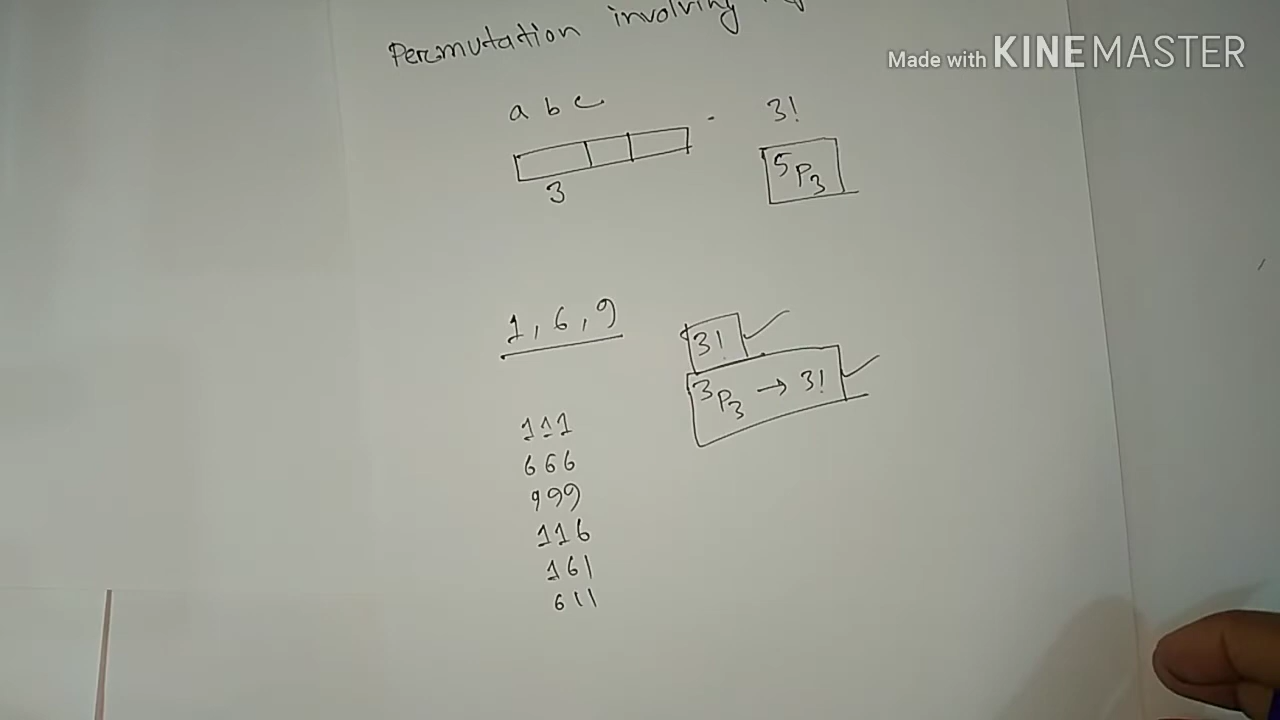 Permutation involving
Made with KINEMASTER
a b c
3!
3
5P3
1, 6, 9
3!
3P3 → 3!
111
666
999
116
161
611